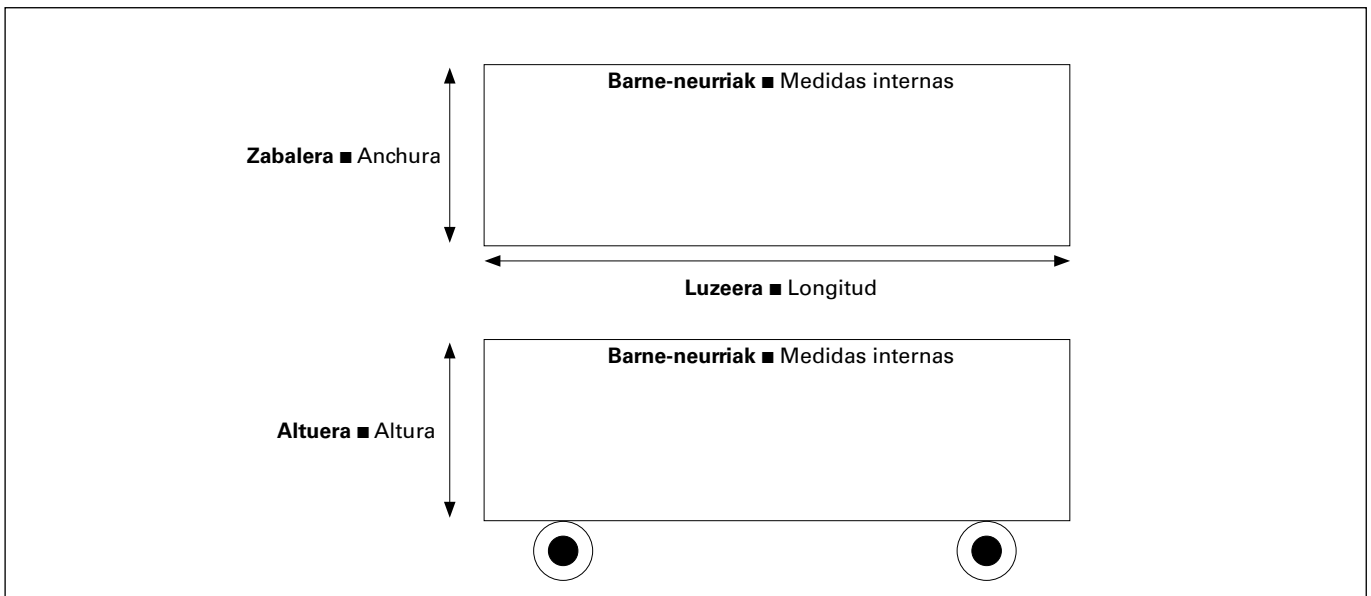 Barne-neurriak ■ Medidas internas
Zabalera ■ Anchura
Luzeera ■ Longitud
Barne-neurriak ■ Medidas internas
Altuera ■ Altura